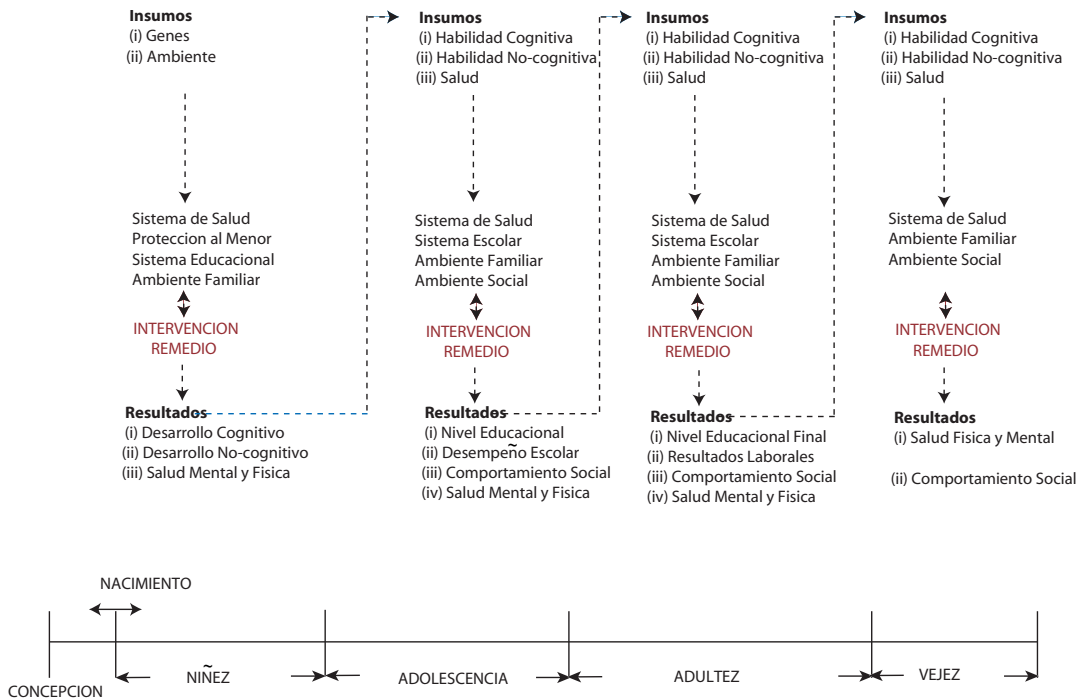 Insumos
(i) Genes
(ii) Ambiente
Sistema de Salud
Proteccion al Menor
Sistema Educacional
Ambiente Familiar
INTERVENCION
REMEDIO
Resultados
(i) Desarrollo Cognitivo
(ii) Desarrollo No-cognitivo
(iii) Salud Mental y Fisica
Insumos
(i) Habilidad Cognitiva
(ii) Habilidad No-cognitiva
(iii) Salud
Sistema de Salud
Sistema Escolar
Ambiente Familiar
Ambiente Social
INTERVENCION
REMEDIO
Resultados
(i) Nivel Educacional
(ii) Desempeño Escolar
(iii) Comportamiento Social
(iv) Salud Mental y Fisica
Insumos
(i) Habilidad Cognitiva
(ii) Habilidad No-cognitiva
(iii) Salud
Sistema de Salud
Sistema Escolar
Ambiente Familiar
Ambiente Social
INTERVENCION
REMEDIO
Resultados
(i) Nivel Educacional Final
(ii) Resultados Laborales
(iii) Comportamiento Social
(iv) Salud Mental y Fisica
Insumos
(i) Habilidad Cognitiva
(ii) Habilidad No-cognitiva
(iii) Salud
Sistema de Salud
Ambiente Familiar
Ambiente Social
INTERVENCION
REMEDIO
Resultados
(i) Salud Fisica y Mental
(ii) Comportamiento Social
NACIMIENTO
CONCEPCION
NIÑEZ
ADOLESCENCIA
ADULTEZ
VEJEZ